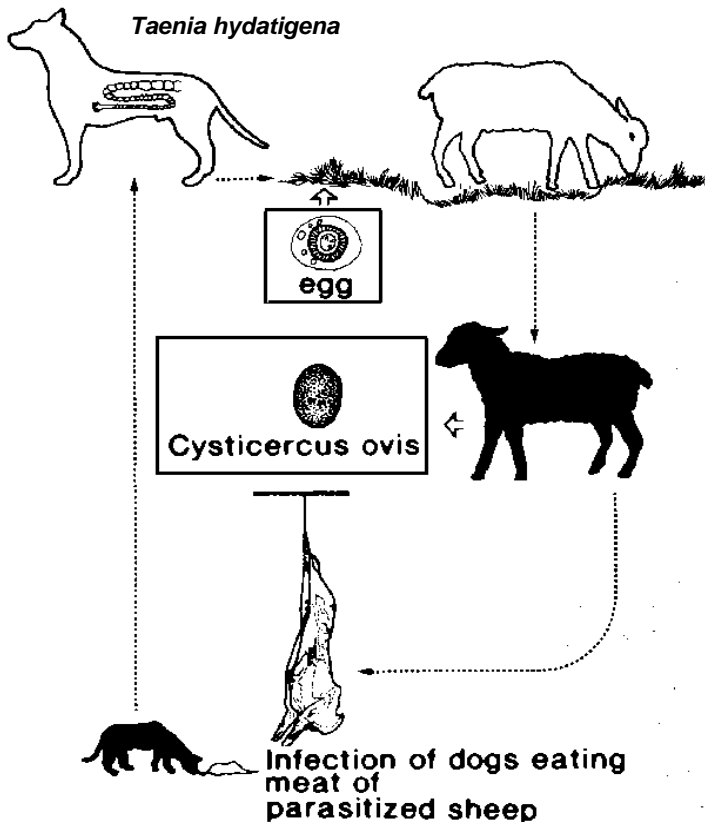 Taenia hydatigena
egg
Cysticercus ovis
Infection of dogs eating
meat of
parasitized sheep